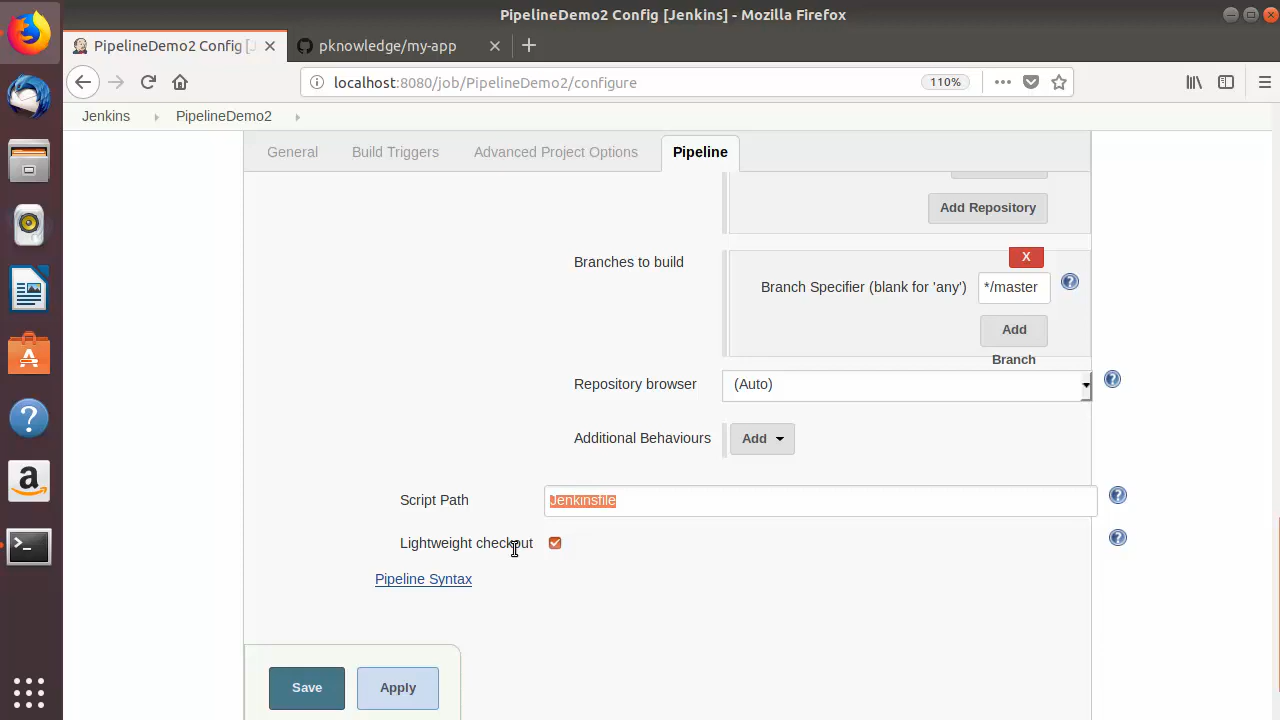 PipelineDemo2 Config [Jenkins] - Mozilla Firefox
PipelineDemo2 Config [J
pknowledge/my-app
localhost:8080/job/PipelineDemo2/configure
110%
Jenkins
PipelineDemo2
General
Build Triggers
Advanced Project Options
Pipeline
Add Repository
Branches to build
X
Branch Specifier (blank for 'any')
*/master
Add
Branch
Repository browser
(Auto)
Additional Behaviours
Add
Script Path
Jenkinsfile
Lightweight checkout
Pipeline Syntax
Save
Apply